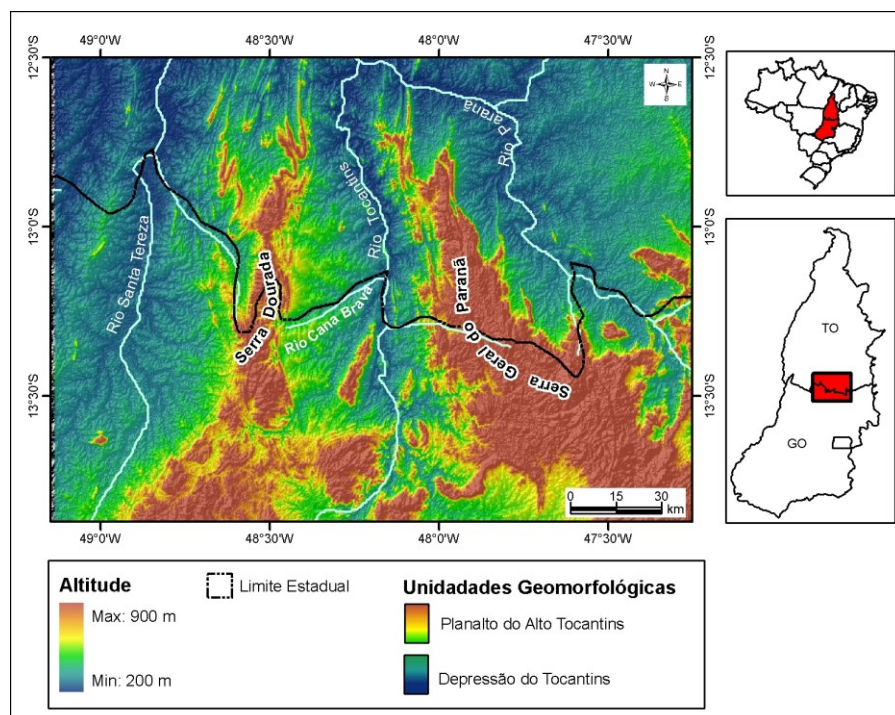 49°0'W
48°30'W
48°0'W
47°30'W
12°30'S
12°30'S
N
W E
S
Rio Paranã
Rio Tocantins
13°0'S
13°0'S
Rio Santa Tereza
Serra Dourada
Serra Geral do Paranã
Rio Cana Brava
TO
13°30'S
13°30'S
GO
0 15 30
km
49°0'W
48°30'W
48°0'W
47°30'W
Altitude
Max: 900 m
Min: 200 m
Limite Estadual
Unidadades Geomorfológicas
Planalto do Alto Tocantins
Depressão do Tocantins